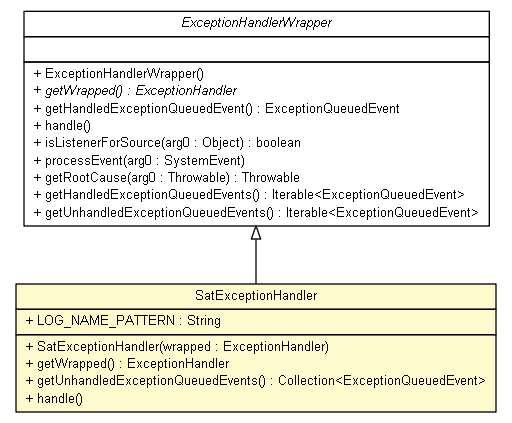 ExceptionHandlerWrapper
+ ExceptionHandlerWrapper()
+ getWrapped() : ExceptionHandler
+ getHandledExceptionQueuedEvent() : ExceptionQueuedEvent
+ handle()
+ isListenerForSource(arg0 : Object) : boolean
+ processEvent(arg0 : SystemEvent)
+ getRootCause(arg0 : Throwable) : Throwable
+ getHandledExceptionQueuedEvents() : Iterable<ExceptionQueuedEvent>
+ getUnhandledExceptionQueuedEvents() : Iterable<ExceptionQueuedEvent>
SatExceptionHandler
+ LOG_NAME_PATTERN : String
+ SatExceptionHandler(wrapped : ExceptionHandler)
+ getWrapped() : ExceptionHandler
+ getUnhandledExceptionQueuedEvents() : Collection<ExceptionQueuedEvent>
+ handle()